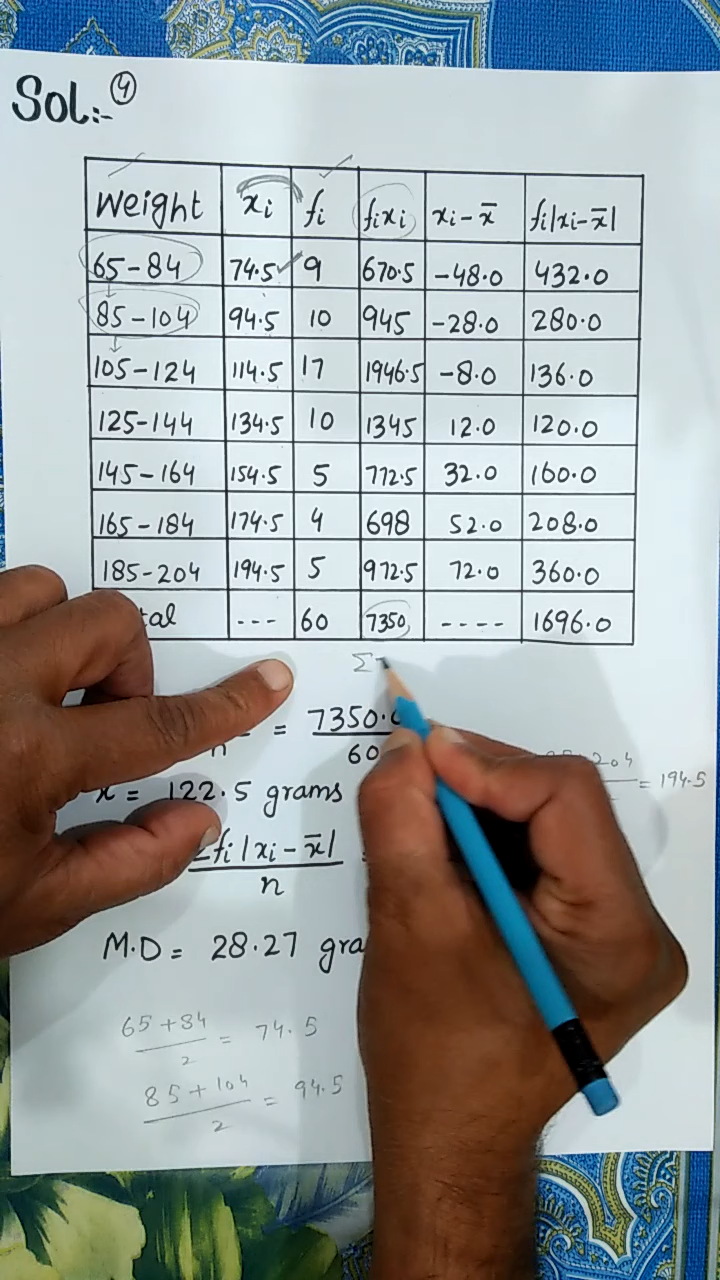 Sol:- 4
Weight xi fi fixi xi-x̄ fi|xi-x̄|
65-84 74.5 9 670.5 -48.0 432.0
85-104 94.5 10 945 -28.0 280.0
105-124 114.5 17 1946.5 -8.0 136.0
125-144 134.5 10 1345 12.0 120.0
145-164 154.5 5 772.5 32.0 160.0
165-184 174.5 4 698 52.0 208.0
185-204 194.5 5 972.5 72.0 360.0
tal --- 60 7350 ---- 1696.0
Σ
n = 7350. / 60
204 = 194.5
= 122.5 grams
fi|xi-x̄| / n
M.D = 28.27 gra
65+84 / 2 = 74.5
85+104 / 2 = 94.5